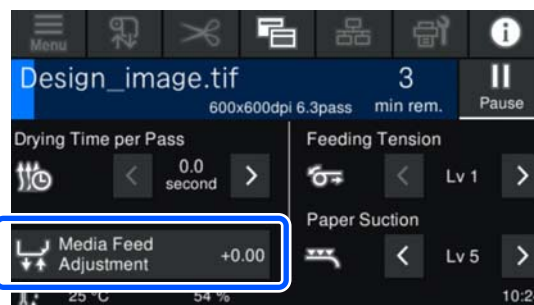 Menu
Design_image.tif
600x600dpi 6.3pass
3
min rem.
Pause
Drying Time per Pass
0.0
second
Feeding Tension
Lv 1
Media Feed
Adjustment
+0.00
Paper Suction
Lv 5
25 °C
54 %
10:2